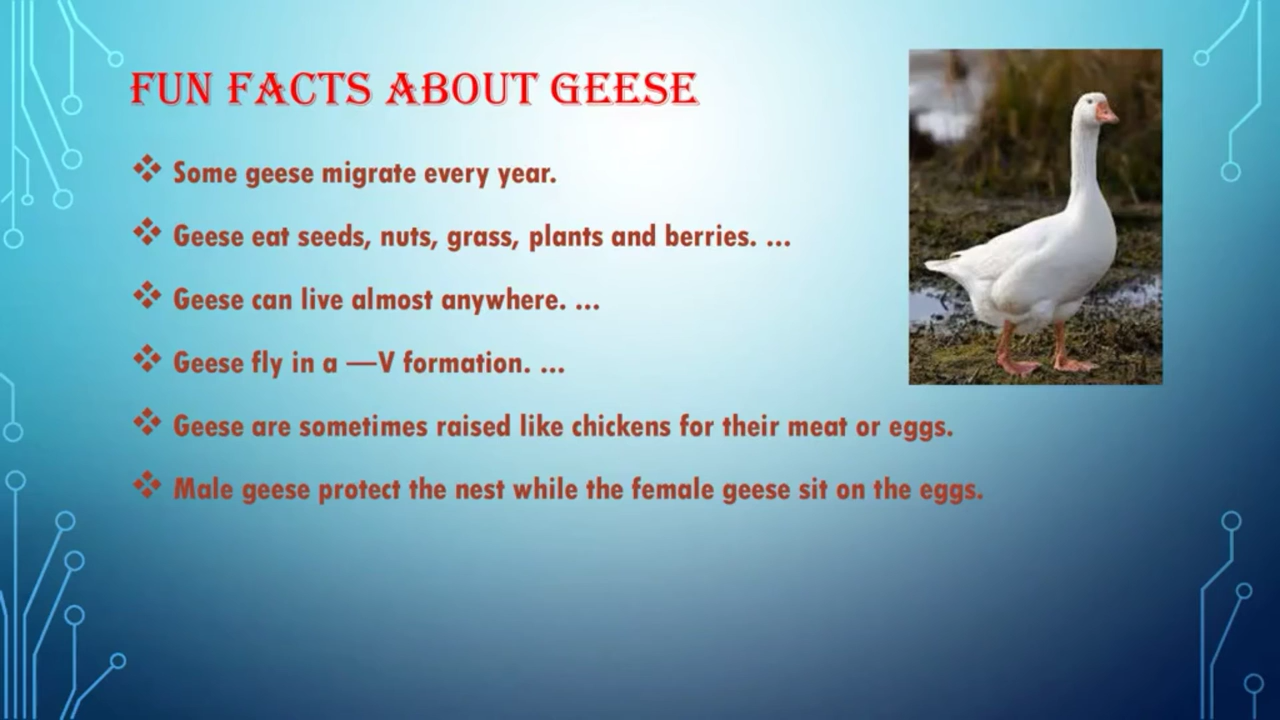 FUN FACTS ABOUT GEESE
Some geese migrate every year.
Geese eat seeds, nuts, grass, plants and berries. ...
Geese can live almost anywhere. ...
Geese fly in a —V formation. ...
Geese are sometimes raised like chickens for their meat or eggs.
Male geese protect the nest while the female geese sit on the eggs.